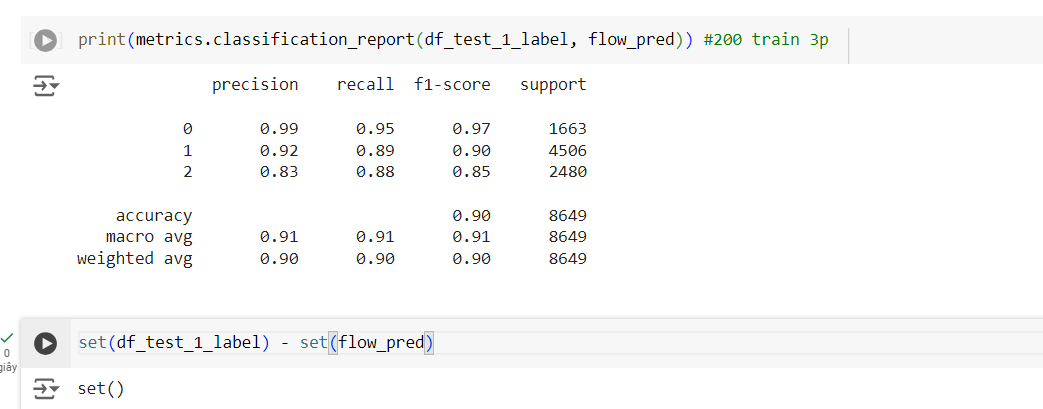 print(metrics.classification_report(df_test_1_label, flow_pred)) #200 train 3p
precision recall f1-score support
0 0.99 0.95 0.97 1663
1 0.92 0.89 0.90 4506
2 0.83 0.88 0.85 2480
accuracy 0.90 8649
macro avg 0.91 0.91 0.91 8649
weighted avg 0.90 0.90 0.90 8649
set(df_test_1_label) - set(flow_pred)
0
giây
set()